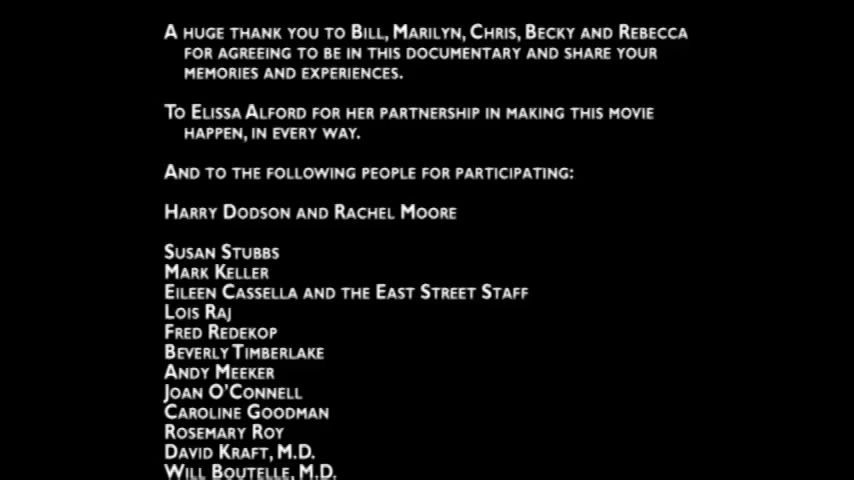 A HUGE THANK YOU TO BILL, MARILYN, CHRIS, BECKY AND REBECCA
FOR AGREEING TO BE IN THIS DOCUMENTARY AND SHARE YOUR
MEMORIES AND EXPERIENCES.
TO ELISSA ALFORD FOR HER PARTNERSHIP IN MAKING THIS MOVIE
HAPPEN, IN EVERY WAY.
AND TO THE FOLLOWING PEOPLE FOR PARTICIPATING:
HARRY DODSON AND RACHEL MOORE
SUSAN STUBBS
MARK KELLER
EILEEN CASSELLA AND THE EAST STREET STAFF
LOIS RAJ
FRED REDEKOP
BEVERLY TIMBERLAKE
ANDY MEEKER
JOAN O'CONNELL
CAROLINE GOODMAN
ROSEMARY ROY
DAVID KRAFT, M.D.
WILL BOUTELLE, M.D.